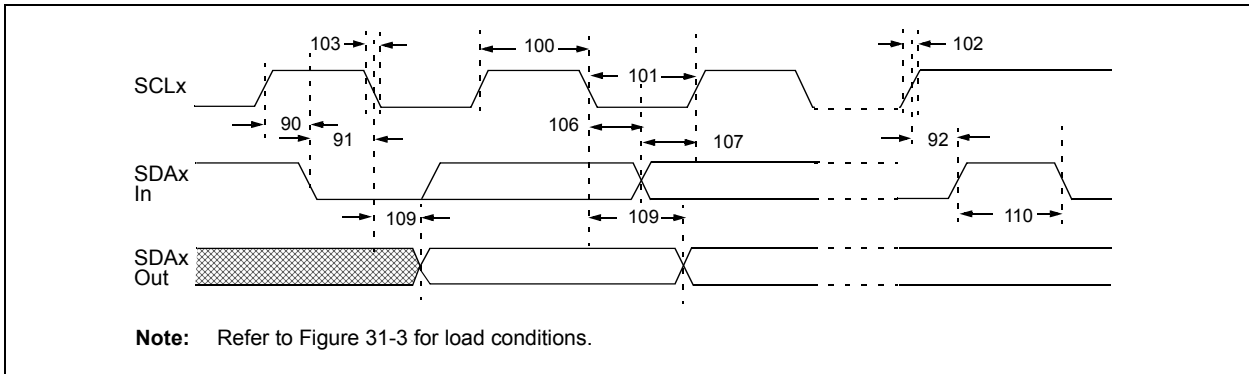 103
100
102
SCLx
101
90
91
106
107
92
SDAx
In
109
109
110
SDAx
Out
Note: Refer to Figure 31-3 for load conditions.